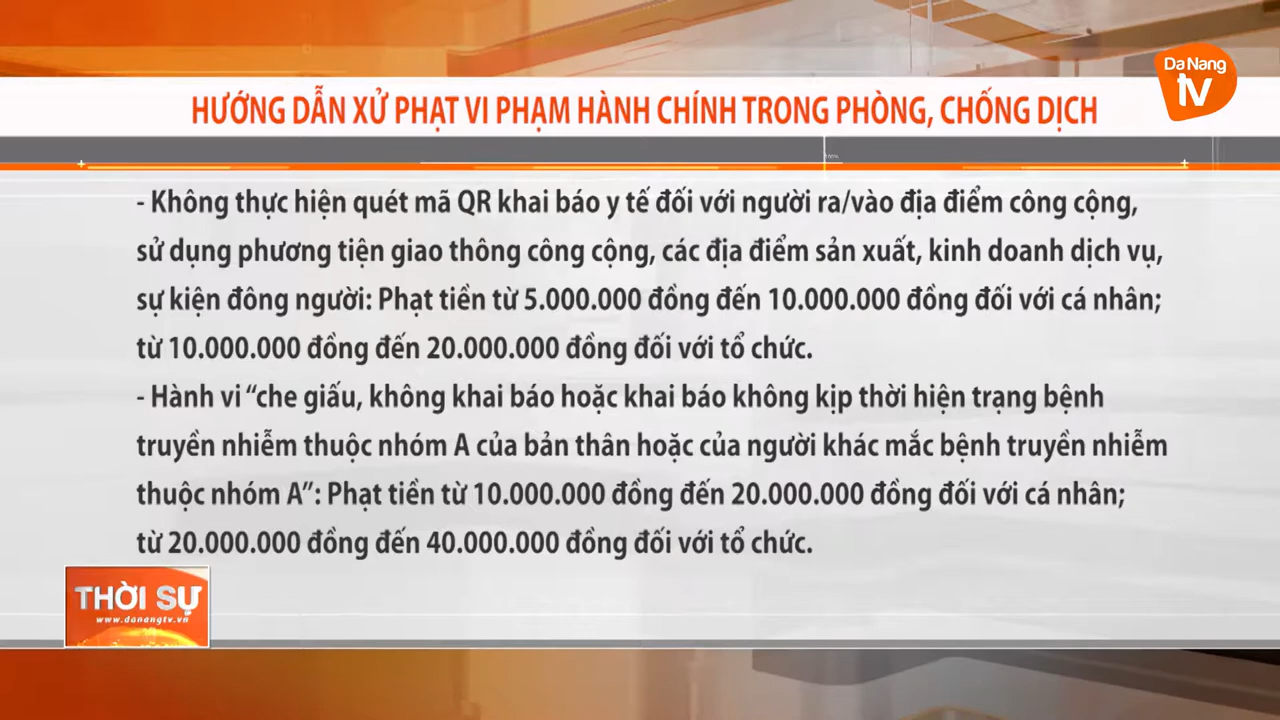 Da Nang
tv
HƯỚNG DẪN XỬ PHẠT VI PHẠM HÀNH CHÍNH TRONG PHÒNG, CHỐNG DỊCH
100%
- Không thực hiện quét mã QR khai báo y tế đối với người ra/vào địa điểm công cộng,
sử dụng phương tiện giao thông công cộng, các địa điểm sản xuất, kinh doanh dịch vụ,
sự kiện đông người: Phạt tiền từ 5.000.000 đồng đến 10.000.000 đồng đối với cá nhân;
từ 10.000.000 đồng đến 20.000.000 đồng đối với tổ chức.
- Hành vi “che giấu, không khai báo hoặc khai báo không kịp thời hiện trạng bệnh
truyền nhiễm thuộc nhóm A của bản thân hoặc của người khác mắc bệnh truyền nhiễm
thuộc nhóm A”: Phạt tiền từ 10.000.000 đồng đến 20.000.000 đồng đối với cá nhân;
từ 20.000.000 đồng đến 40.000.000 đồng đối với tổ chức.
THỜI SỰ
www.danangtv.vn